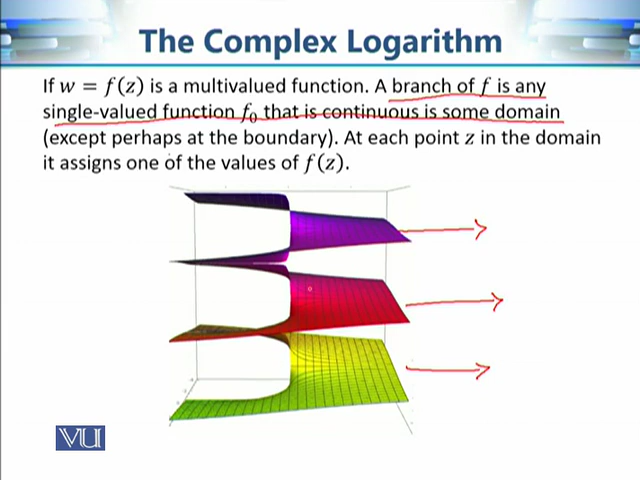 The Complex Logarithm
If w = f(z) is a multivalued function. A branch of f is any
single-valued function f₀ that is continuous is some domain
(except perhaps at the boundary). At each point z in the domain
it assigns one of the values of f(z).
VU